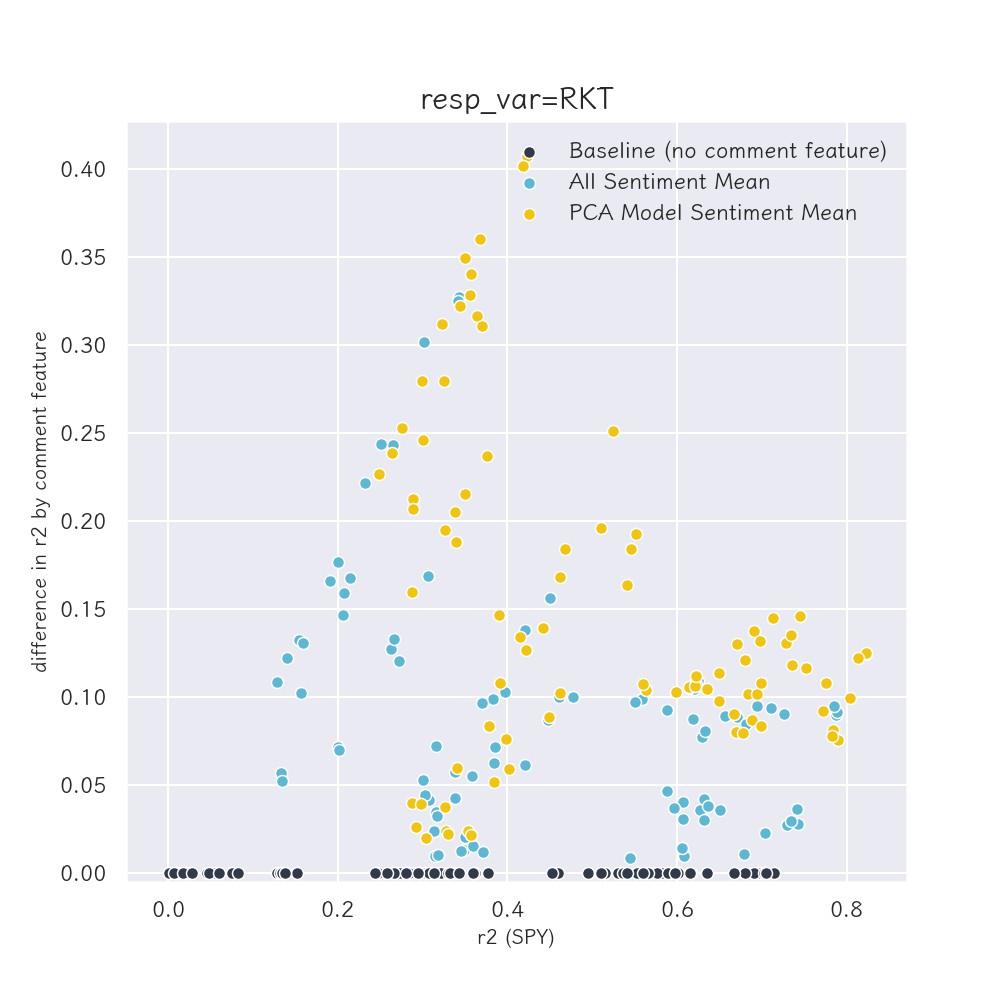 resp_var=RKT
Baseline (no comment feature)
All Sentiment Mean
PCA Model Sentiment Mean
difference in r2 by comment feature
0.40
0.35
0.30
0.25
0.20
0.15
0.10
0.05
0.00
0.0 0.2 0.4 0.6 0.8
r2 (SPY)